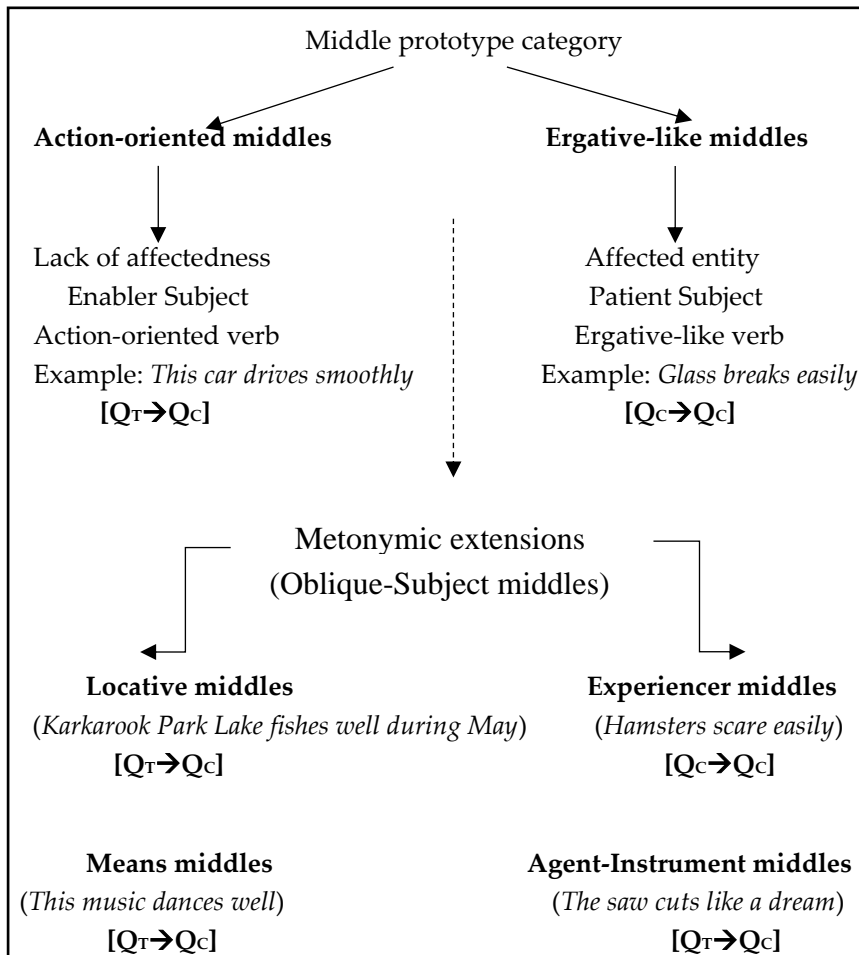 Middle prototype category
Action-oriented middles
Lack of affectedness
Enabler Subject
Action-oriented verb
Example: This car drives smoothly
[QT➔QC]
Ergative-like middles
Affected entity
Patient Subject
Ergative-like verb
Example: Glass breaks easily
[QC➔QC]
Metonymic extensions
(Oblique-Subject middles)
Locative middles
(Karkarook Park Lake fishes well during May)
[QT➔QC]
Experiencer middles
(Hamsters scare easily)
[QC➔QC]
Means middles
(This music dances well)
[QT➔QC]
Agent-Instrument middles
(The saw cuts like a dream)
[QT➔QC]